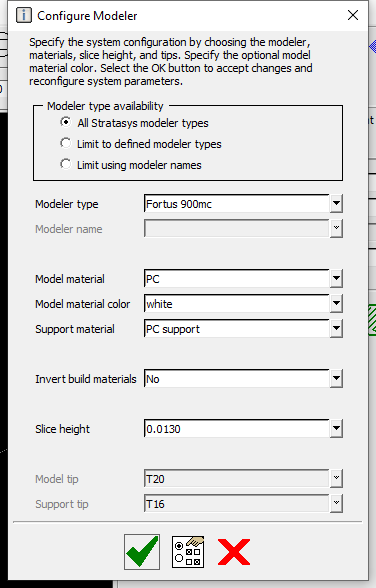 Configure Modeler
Specify the system configuration by choosing the modeler,
materials, slice height, and tips. Specify the optional model
material color. Select the OK button to accept changes and
reconfigure system parameters.
Modeler type availability
All Stratasys modeler types
Limit to defined modeler types
Limit using modeler names
Modeler type Fortus 900mc
Modeler name
Model material PC
Model material color white
Support material PC support
Invert build materials No
Slice height 0.0130
Model tip T20
Support tip T16